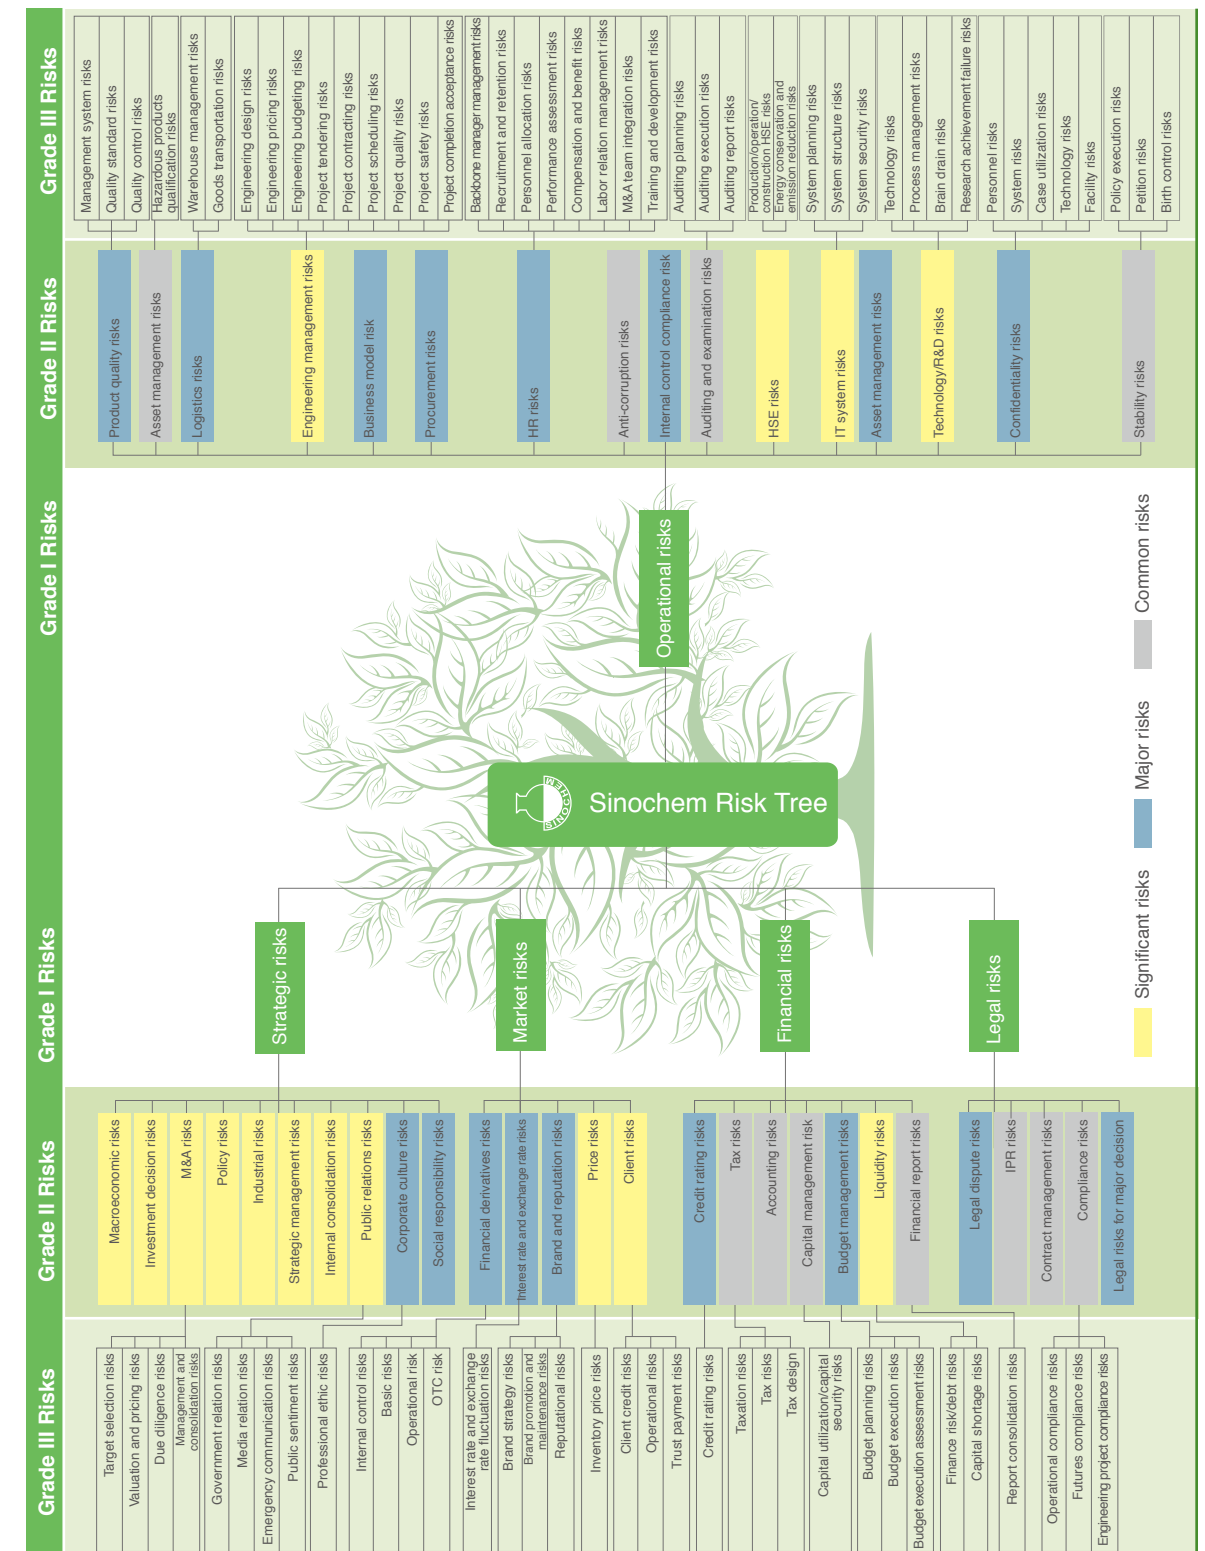 Grade III Risks
Grade II Risks
Grade I Risks
Grade I Risks
Grade II Risks
Grade III Risks
Target selection risks
Valuation and pricing risks
Due diligence risks
Management and
consolidation risks
Government relation risks
Media relation risks
Emergency communication risks
Public sentiment risks
Professional ethic risks
Internal control risks
Basic risks
Operational risk
OTC risk
Interest rate and exchange
rate fluctuation risks
Brand strategy risks
Brand promotion and
maintenance risks
Reputational risks
Inventory price risks
Client credit risks
Operational risks
Trust payment risks
Credit rating risks
Taxation risks
Tax risks
Tax design
Capital utilization/capital
security risks
Budget planning risks
Budget execution risks
Budget execution assessment risks
Finance risk/debt risks
Capital shortage risks
Report consolidation risks
Operational compliance risks
Futures compliance risks
Engineering project compliance risks
Macroeconomic risks
Investment decision risks
M&A risks
Policy risks
Industrial risks
Strategic management risks
Internal consolidation risks
Public relations risks
Corporate culture risks
Social responsibility risks
Financial derivatives risks
Interest rate and exchange rate risks
Brand and reputation risks
Price risks
Client risks
Credit rating risks
Tax risks
Accounting risks
Capital management risk
Budget management risks
Liquidity risks
Financial report risks
Legal dispute risks
IPR risks
Contract management risks
Compliance risks
Legal risks for major decision
Strategic risks
Market risks
Financial risks
Legal risks
SINOCHEM
Sinochem Risk Tree
Operational risks
Product quality risks
Asset management risks
Logistics risks
Engineering management risks
Business model risk
Procurement risks
HR risks
Anti-corruption risks
Internal control compliance risk
Auditing and examination risks
HSE risks
IT system risks
Asset management risks
Technology/R&D risks
Confidentiality risks
Stability risks
Management system risks
Quality standard risks
Quality control risks
Hazardous products
qualification risks
Warehouse management risks
Goods transportation risks
Engineering design risks
Engineering pricing risks
Engineering budgeting risks
Project tendering risks
Project contracting risks
Project scheduling risks
Project quality risks
Project safety risks
Project completion acceptance risks
Backbone manager management risks
Recruitment and retention risks
Personnel allocation risks
Performance assessment risks
Compensation and benefit risks
Labor relation management risks
M&A team integration risks
Training and development risks
Auditing planning risks
Auditing execution risks
Auditing report risks
Production/operation/
construction HSE risks
Energy conservation and
emission reduction risks
System planning risks
System structure risks
System security risks
Technology risks
Process management risks
Brain drain risks
Research achievement failure risks
Personnel risks
System risks
Case utilization risks
Technology risks
Facility risks
Policy execution risks
Petition risks
Birth control risks
Significant risks
Major risks
Common risks